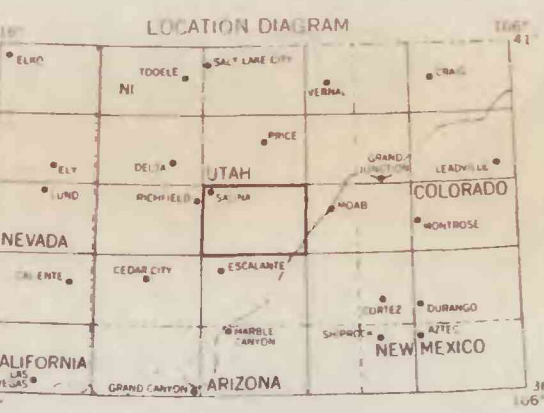 LOCATION DIAGRAM
106°
41°
ELKO
TOOELE
SALT LAKE CITY
VERNAL
CRAIG
NI
PRICE
ELY
DELTA
UTAH
GRAND JUNCTION
LEADVILLE
LUND
RICHFIELD
SALINA
MOAB
COLORADO
MONTROSE
NEVADA
CALIENTE
CEDAR CITY
ESCALANTE
CORTEZ
DURANGO
MARBLE
CANYON
SHIPROCK
AZTEC
NEW MEXICO
ALIFORNIA
LAS
VEGAS
GRAND CANYON
ARIZONA
106°